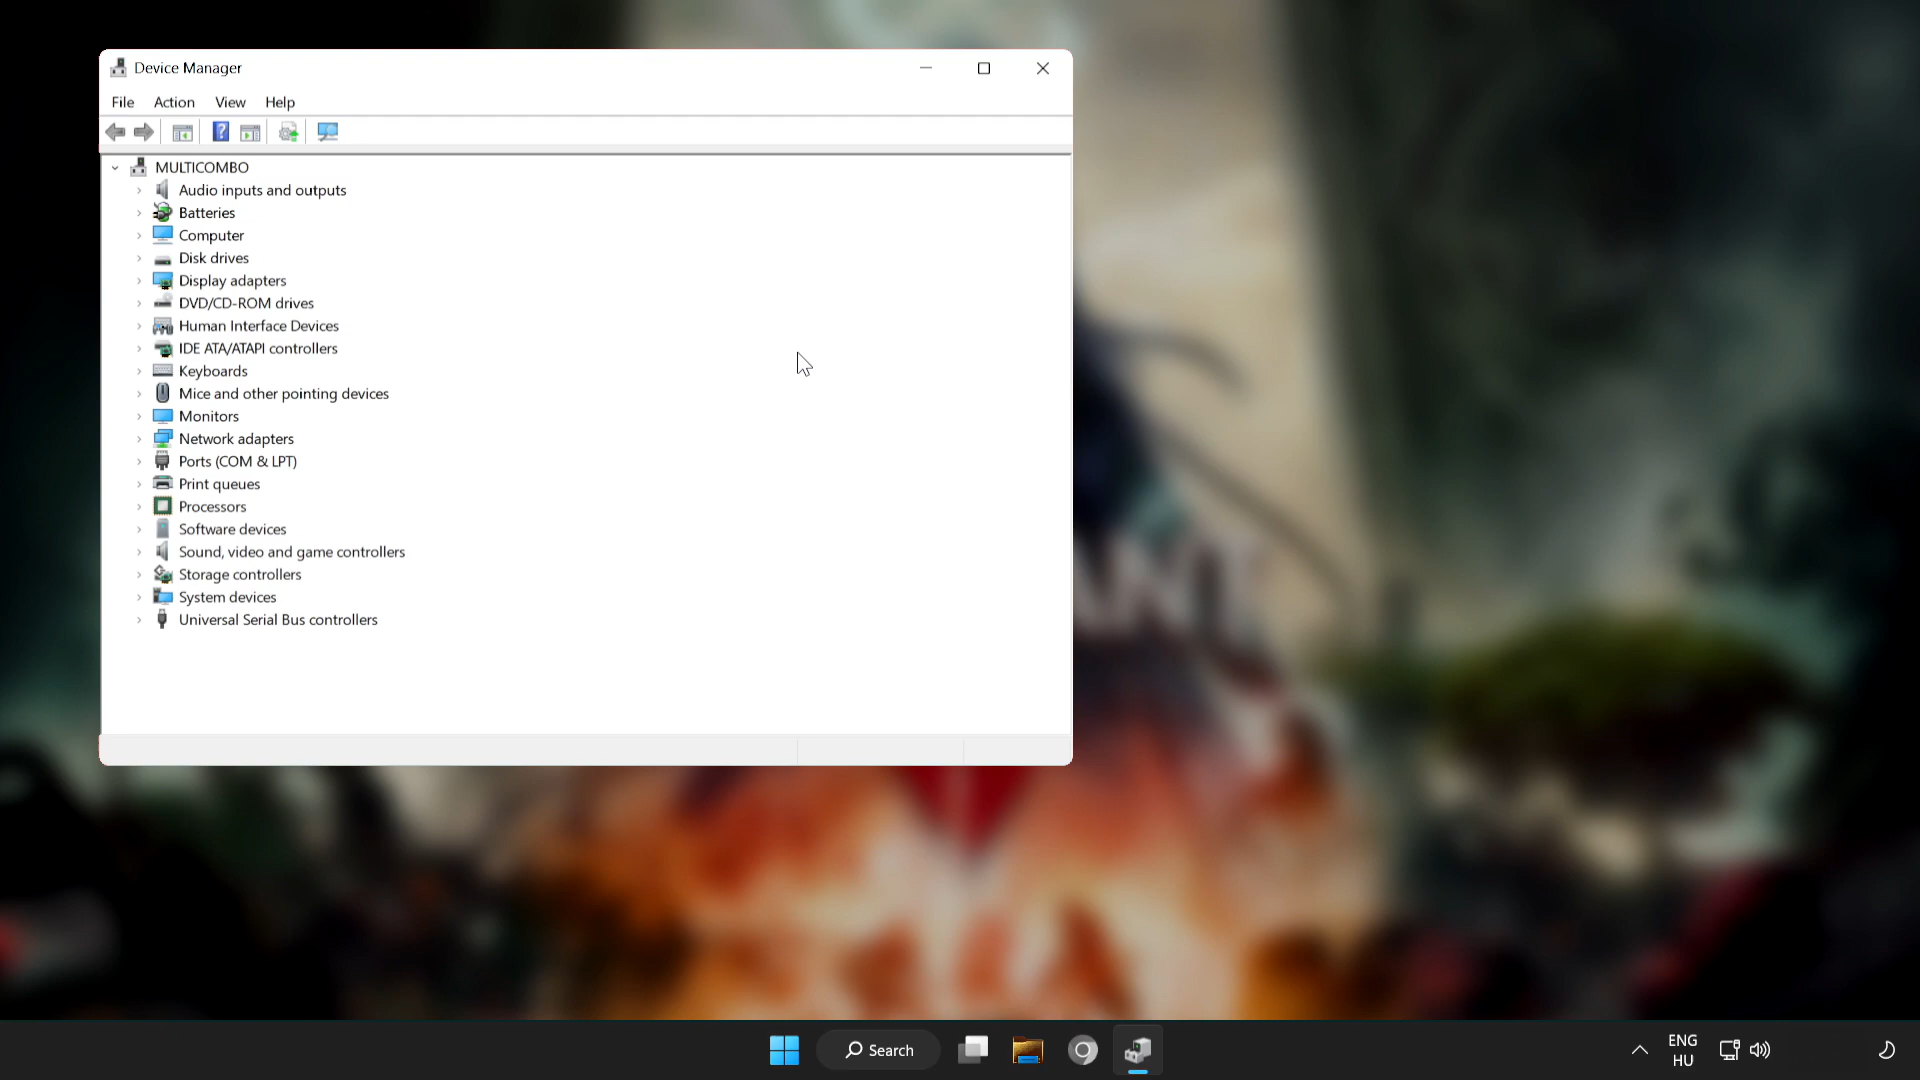 Device Manager
File Action View Help
MULTICOMBO
Audio inputs and outputs
Batteries
Computer
Disk drives
Display adapters
DVD/CD-ROM drives
Human Interface Devices
IDE ATA/ATAPI controllers
Keyboards
Mice and other pointing devices
Monitors
Network adapters
Ports (COM & LPT)
Print queues
Processors
Software devices
Sound, video and game controllers
Storage controllers
System devices
Universal Serial Bus controllers
Search
ENG
HU